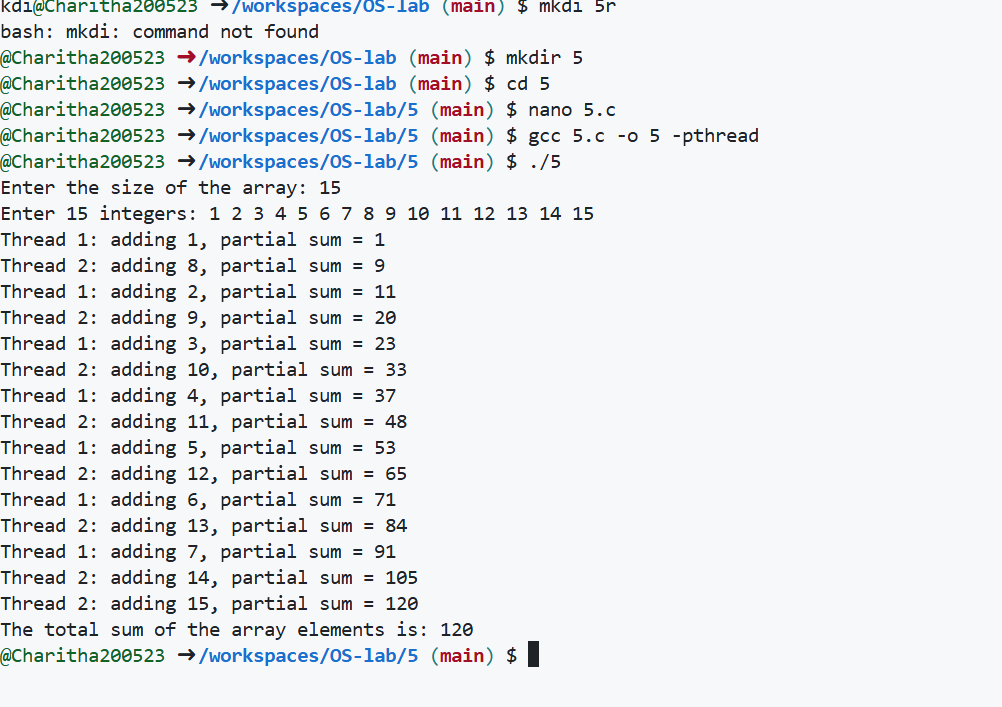 kdi@Charitha200523 ➜/workspaces/OS-lab (main) $ mkdi 5r
bash: mkdi: command not found
@Charitha200523 ➜/workspaces/OS-lab (main) $ mkdir 5
@Charitha200523 ➜/workspaces/OS-lab (main) $ cd 5
@Charitha200523 ➜/workspaces/OS-lab/5 (main) $ nano 5.c
@Charitha200523 ➜/workspaces/OS-lab/5 (main) $ gcc 5.c -o 5 -pthread
@Charitha200523 ➜/workspaces/OS-lab/5 (main) $ ./5
Enter the size of the array: 15
Enter 15 integers: 1 2 3 4 5 6 7 8 9 10 11 12 13 14 15
Thread 1: adding 1, partial sum = 1
Thread 2: adding 8, partial sum = 9
Thread 1: adding 2, partial sum = 11
Thread 2: adding 9, partial sum = 20
Thread 1: adding 3, partial sum = 23
Thread 2: adding 10, partial sum = 33
Thread 1: adding 4, partial sum = 37
Thread 2: adding 11, partial sum = 48
Thread 1: adding 5, partial sum = 53
Thread 2: adding 12, partial sum = 65
Thread 1: adding 6, partial sum = 71
Thread 2: adding 13, partial sum = 84
Thread 1: adding 7, partial sum = 91
Thread 2: adding 14, partial sum = 105
Thread 2: adding 15, partial sum = 120
The total sum of the array elements is: 120
@Charitha200523 ➜/workspaces/OS-lab/5 (main) $